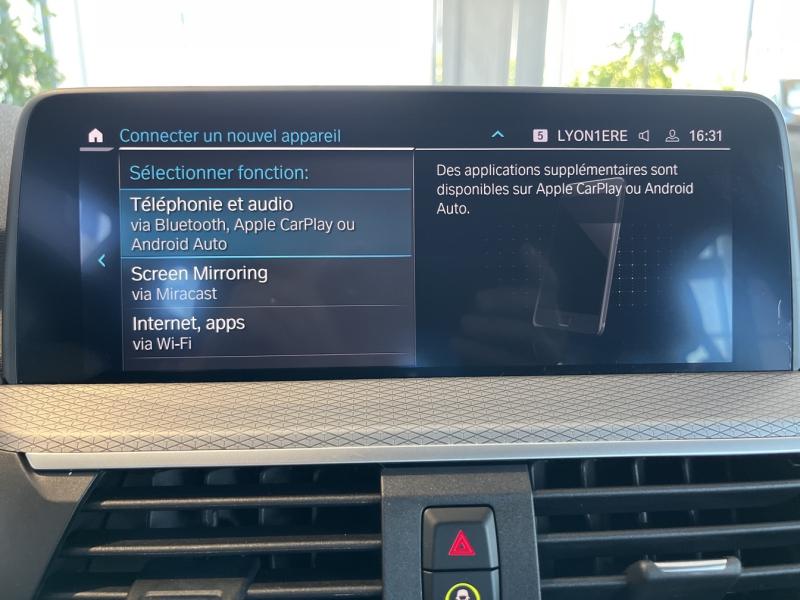 Connecter un nouvel appareil
5 LYON1ERE 16:31
Sélectionner fonction:
Téléphonie et audio
via Bluetooth, Apple CarPlay ou
Android Auto
Screen Mirroring
via Miracast
Internet, apps
via Wi-Fi
Des applications supplémentaires sont
disponibles sur Apple CarPlay ou Android
Auto.